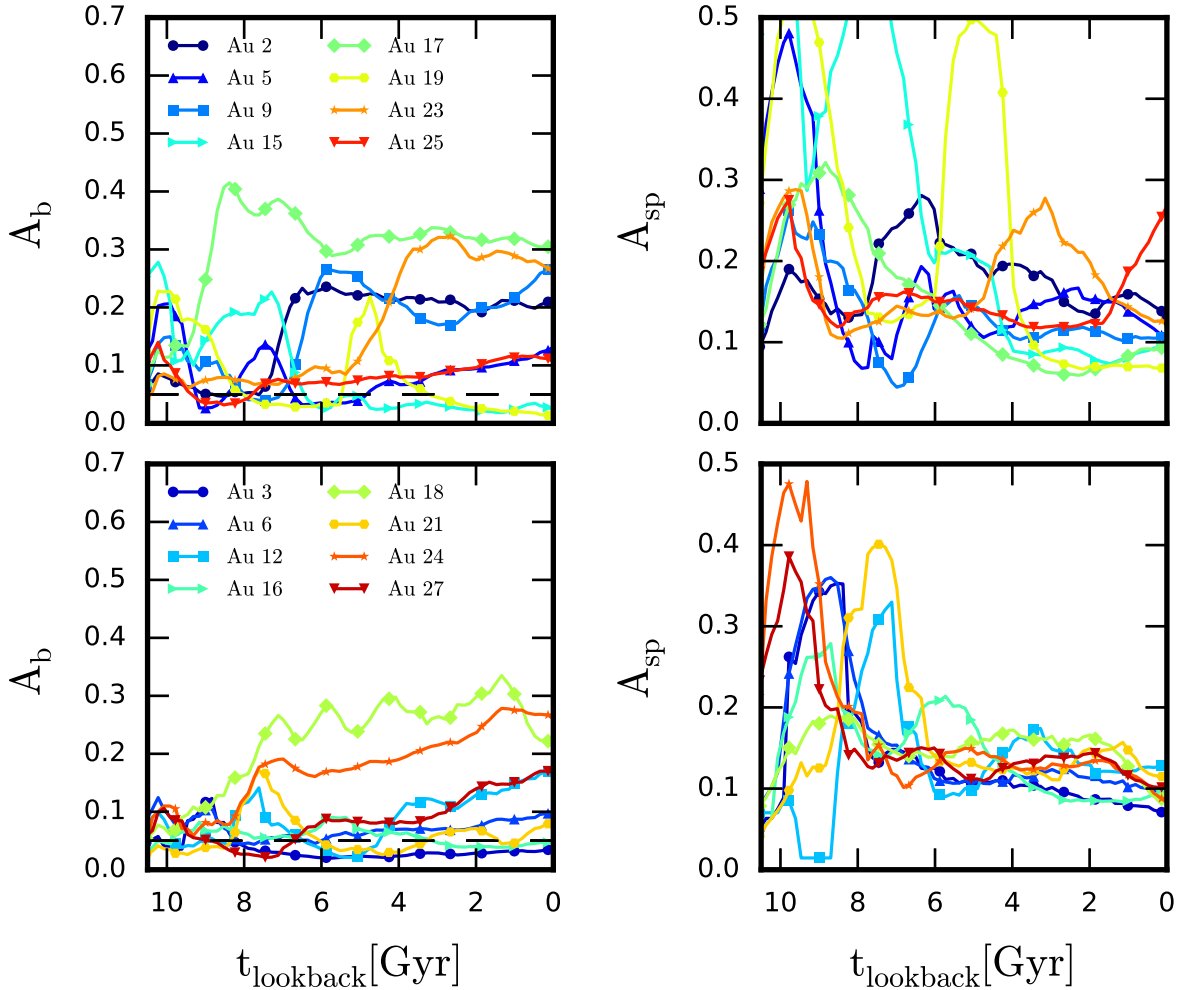 0.7
0.6
0.5
0.4
0.3
0.2
0.1
0.0
A_b
Au 2
Au 5
Au 9
Au 15
Au 17
Au 19
Au 23
Au 25
0.5
0.4
0.3
0.2
0.1
0.0
A_sp
0.7
0.6
0.5
0.4
0.3
0.2
0.1
0.0
A_b
Au 3
Au 6
Au 12
Au 16
Au 18
Au 21
Au 24
Au 27
10 8 6 4 2 0
t_lookback[Gyr]
0.5
0.4
0.3
0.2
0.1
0.0
A_sp
10 8 6 4 2 0
t_lookback[Gyr]